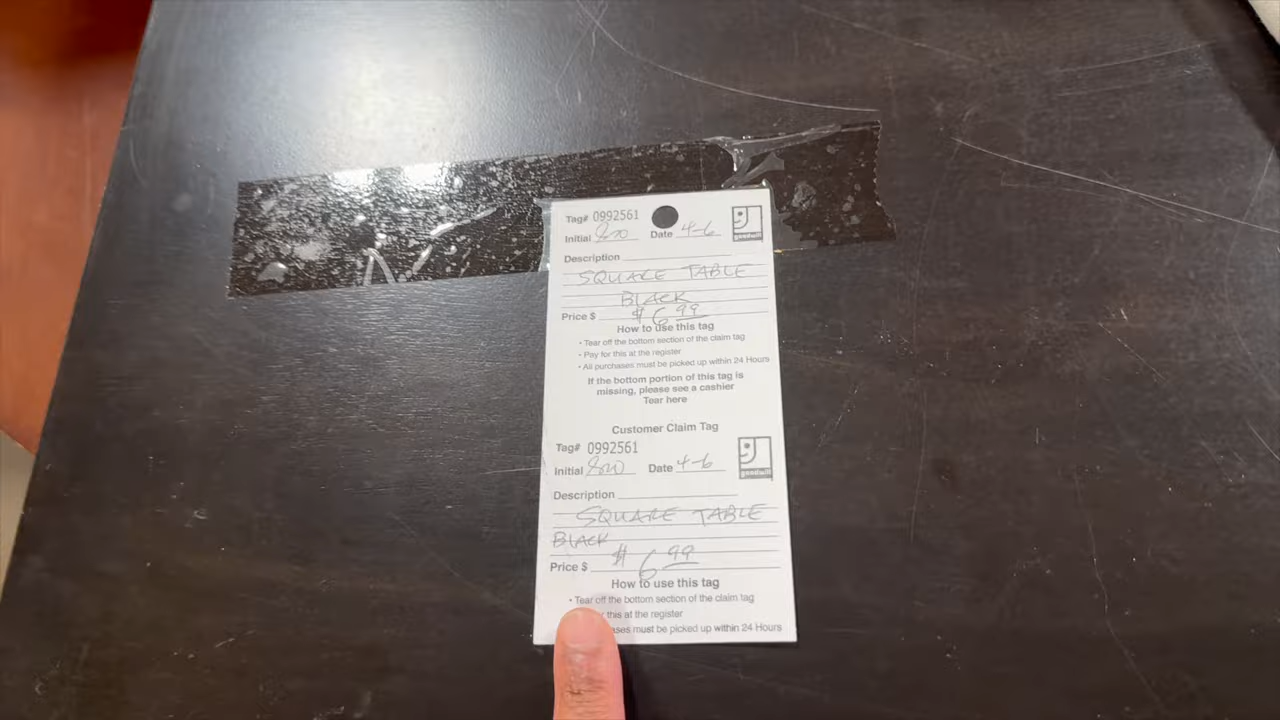 Tag# 0992561
Initial Date 4-6
goodwill
Description
SQUARE TABLE
BLACK
Price $ $ 6 99
How to use this tag
• Tear off the bottom section of the claim tag
• Pay for this at the register
• All purchases must be picked up within 24 Hours
If the bottom portion of this tag is
missing, please see a cashier
Tear here
Customer Claim Tag
Tag# 0992561
Initial Date 4-6
goodwill
Description
SQUARE TABLE
BLACK
Price $ $ 6 99
How to use this tag
• Tear off the bottom section of the claim tag
this at the register
must be picked up within 24 Hours